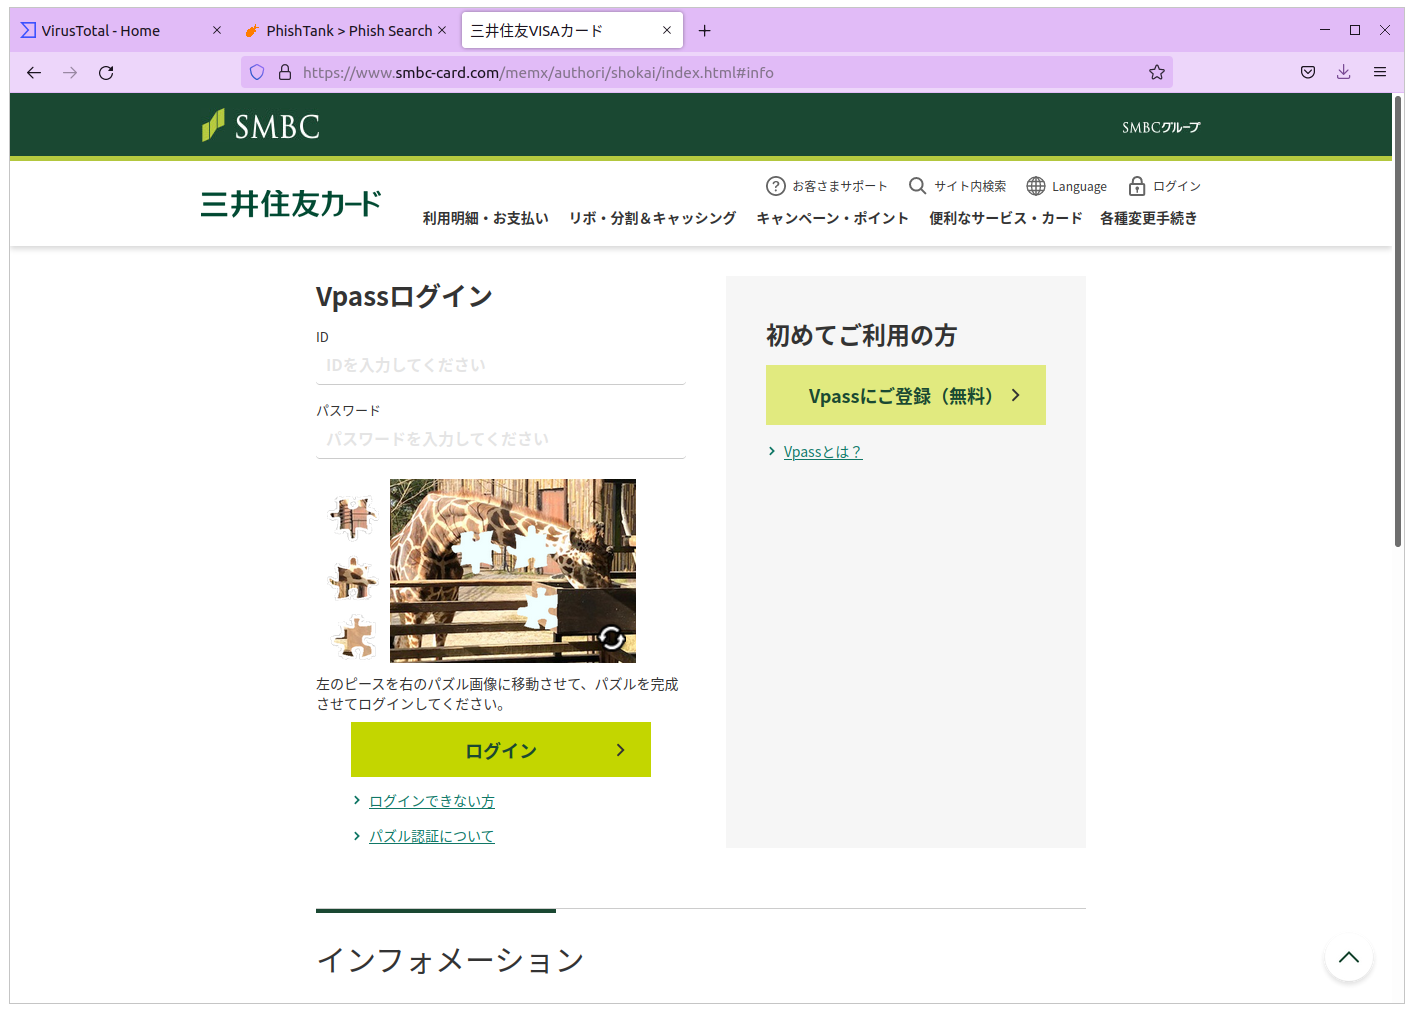 VirusTotal - Home
PhishTank > Phish Search
三井住友VISAカード
https://www.smbc-card.com/memx/authori/shokai/index.html#info
SMBC
SMBCグループ
お客さまサポート
サイト内検索
Language
ログイン
三井住友カード
利用明細・お支払い
リボ・分割＆キャッシング
キャンペーン・ポイント
便利なサービス・カード
各種変更手続き
Vpassログイン
ID
IDを入力してください
パスワード
パスワードを入力してください
左のピースを右のパズル画像に移動させて、パズルを完成
させてログインしてください。
ログイン
ログインできない方
パズル認証について
初めてご利用の方
Vpassにご登録（無料）
Vpassとは？
インフォメーション